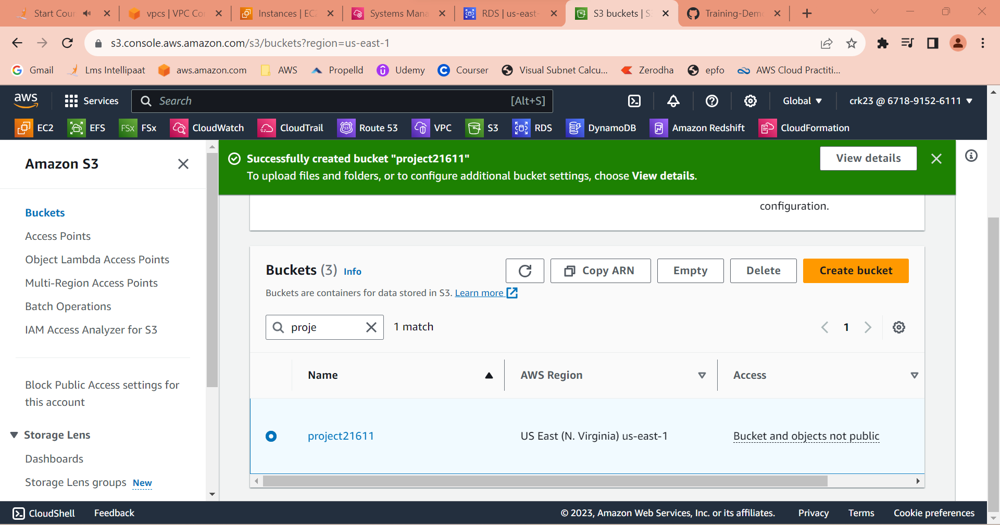 Start Cour
vpcs | VPC Co
Instances | EC
Systems Mana
RDS | us-east-
S3 buckets | S
Training-Dem
s3.console.aws.amazon.com/s3/buckets?region=us-east-1
Gmail
Lms Intellipaat
aws.amazon.com
AWS
Propelld
Udemy
Courser
Visual Subnet Calcu...
Zerodha
epfo
AWS Cloud Practiti...
aws
Services
Search
[Alt+S]
Global
crk23 @ 6718-9152-6111
EC2
EFS
FSx
FSx
CloudWatch
CloudTrail
Route 53
VPC
S3
RDS
DynamoDB
Amazon Redshift
CloudFormation
Amazon S3
Buckets
Access Points
Object Lambda Access Points
Multi-Region Access Points
Batch Operations
IAM Access Analyzer for S3
Block Public Access settings for
this account
Storage Lens
Dashboards
Storage Lens groups New
Successfully created bucket "project21611"
To upload files and folders, or to configure additional bucket settings, choose View details.
View details
configuration.
Buckets (3) Info
Copy ARN
Empty
Delete
Create bucket
Buckets are containers for data stored in S3. Learn more
proje
1 match
1
Name
AWS Region
Access
project21611
US East (N. Virginia) us-east-1
Bucket and objects not public
CloudShell
Feedback
© 2023, Amazon Web Services, Inc. or its affiliates.
Privacy
Terms
Cookie preferences